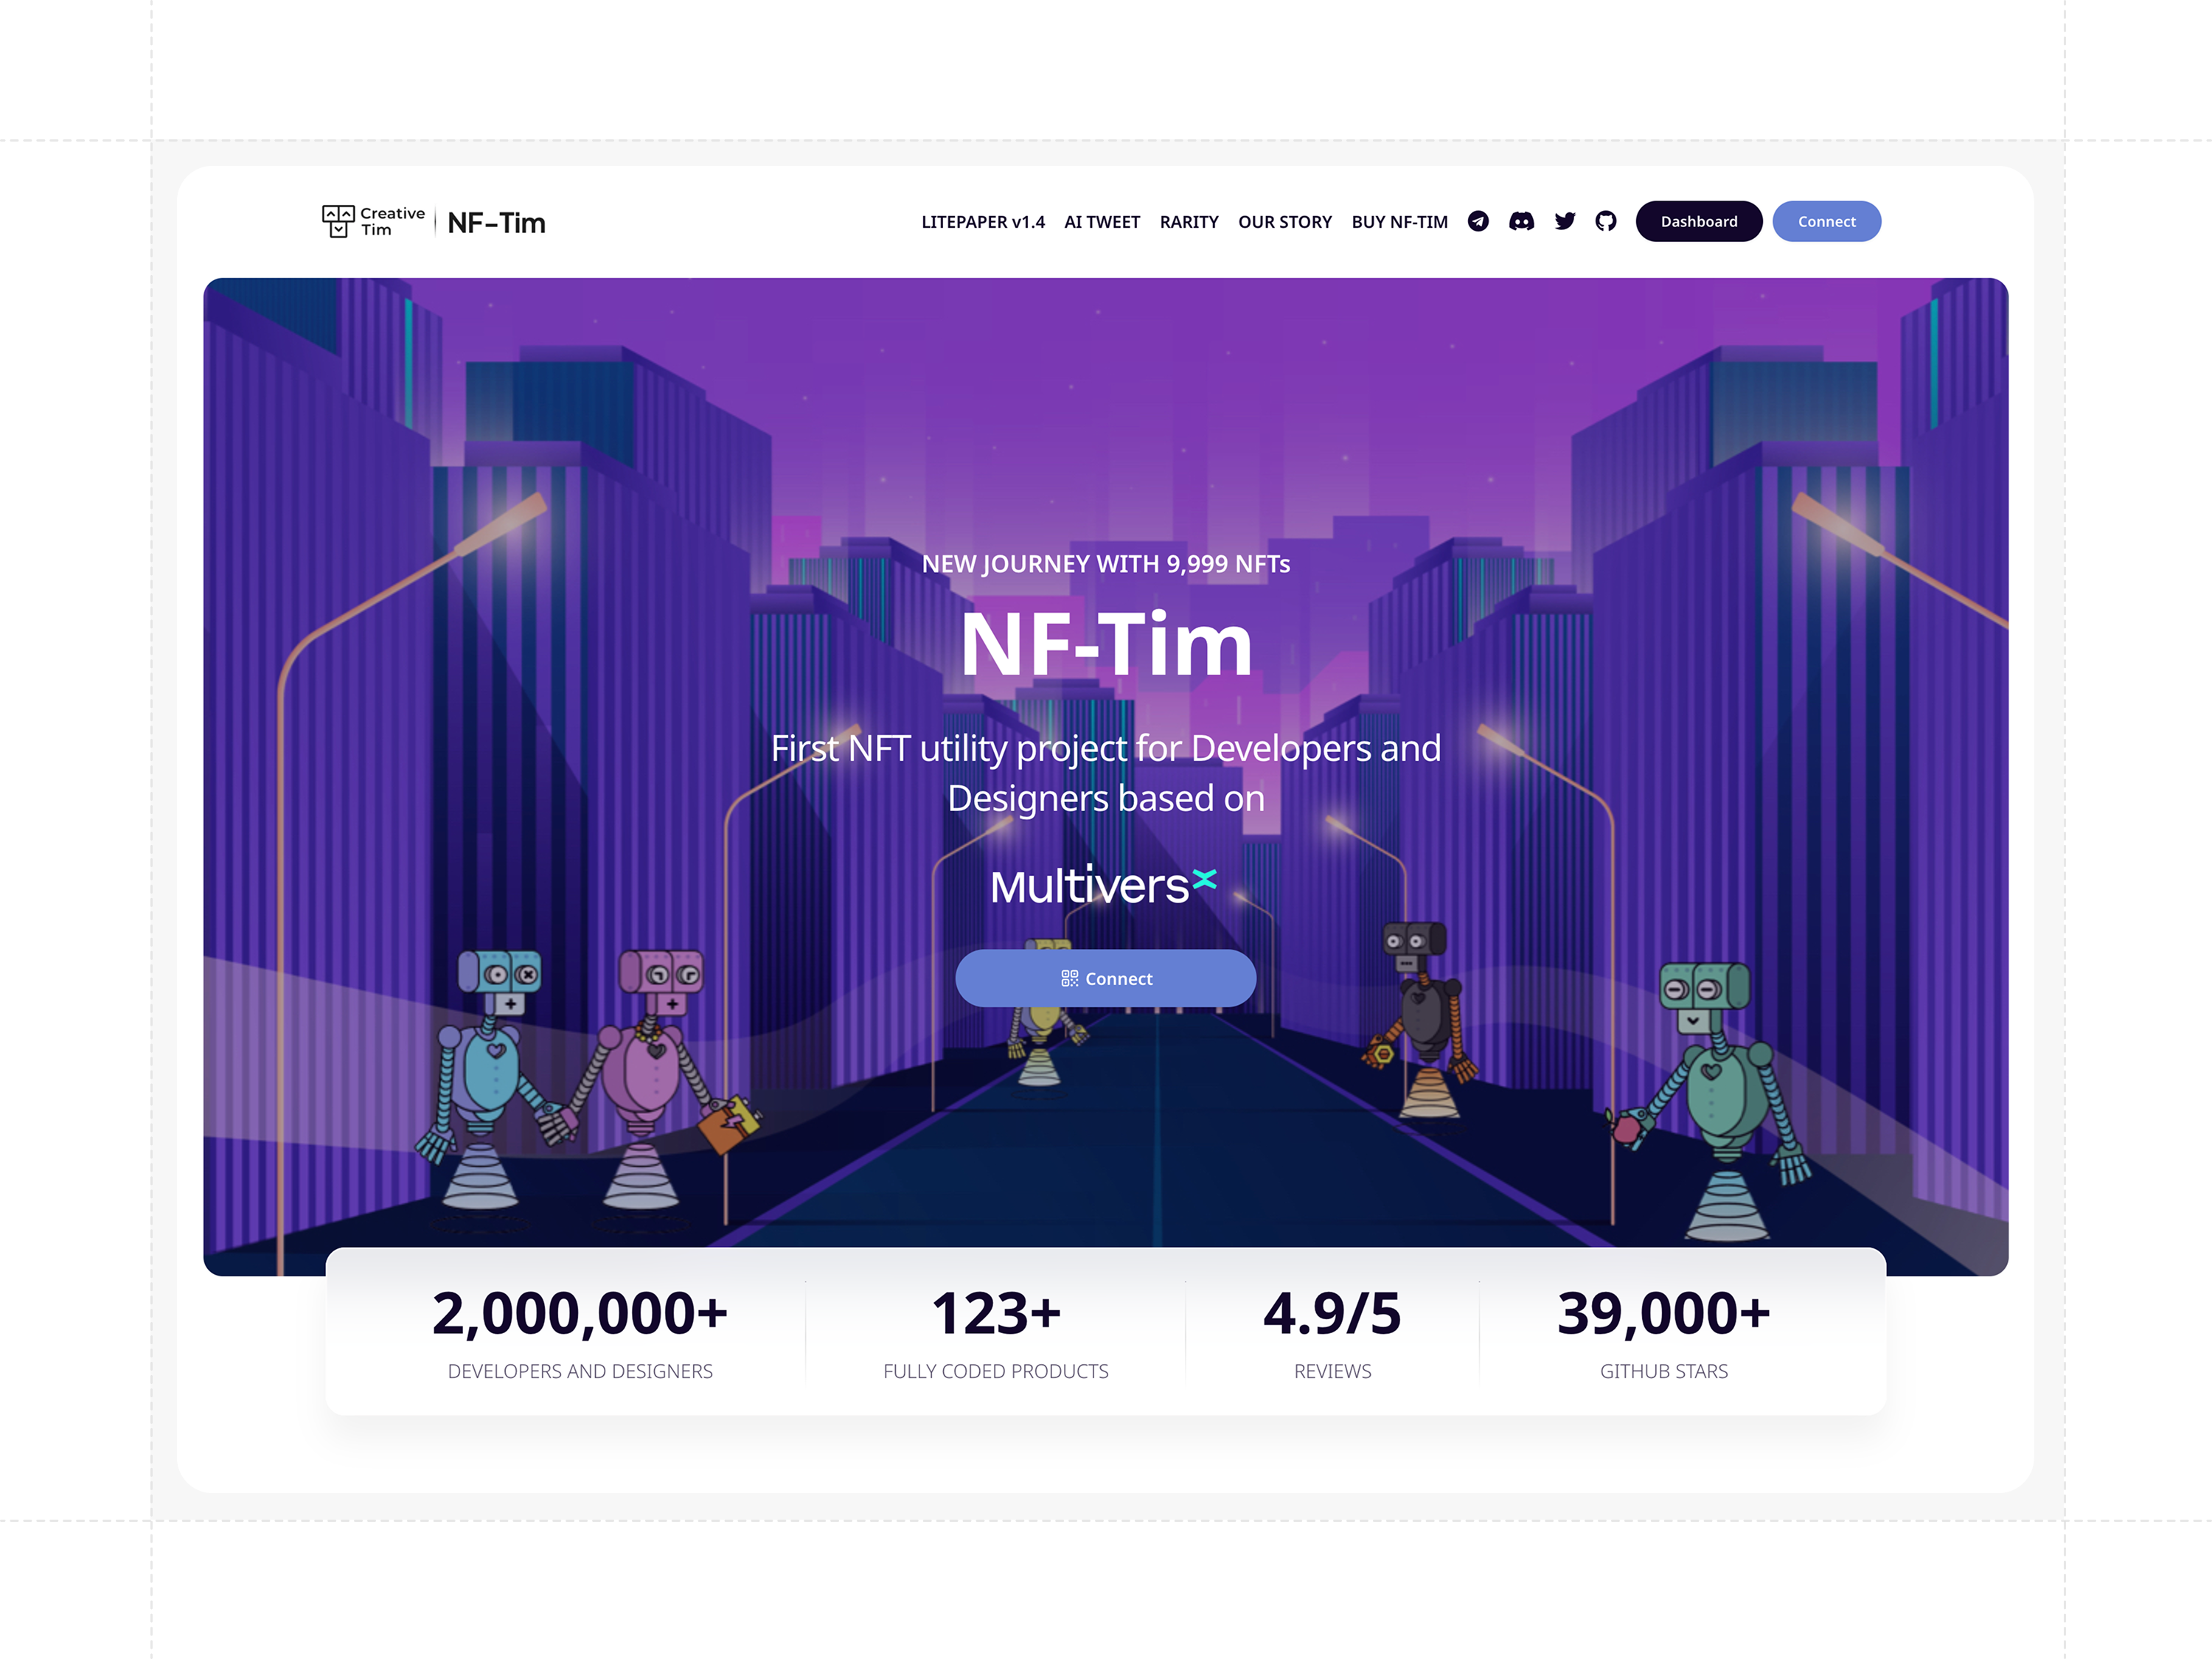 Creative
Tim
NF-Tim
LITEPAPER v1.4 AI TWEET RARITY OUR STORY BUY NF-TIM Dashboard Connect
NEW JOURNEY WITH 9,999 NFTs
NF-Tim
First NFT utility project for Developers and
Designers based on
MultiversX
Connect
2,000,000+ 123+ 4.9/5 39,000+
DEVELOPERS AND DESIGNERS FULLY CODED PRODUCTS REVIEWS GITHUB STARS